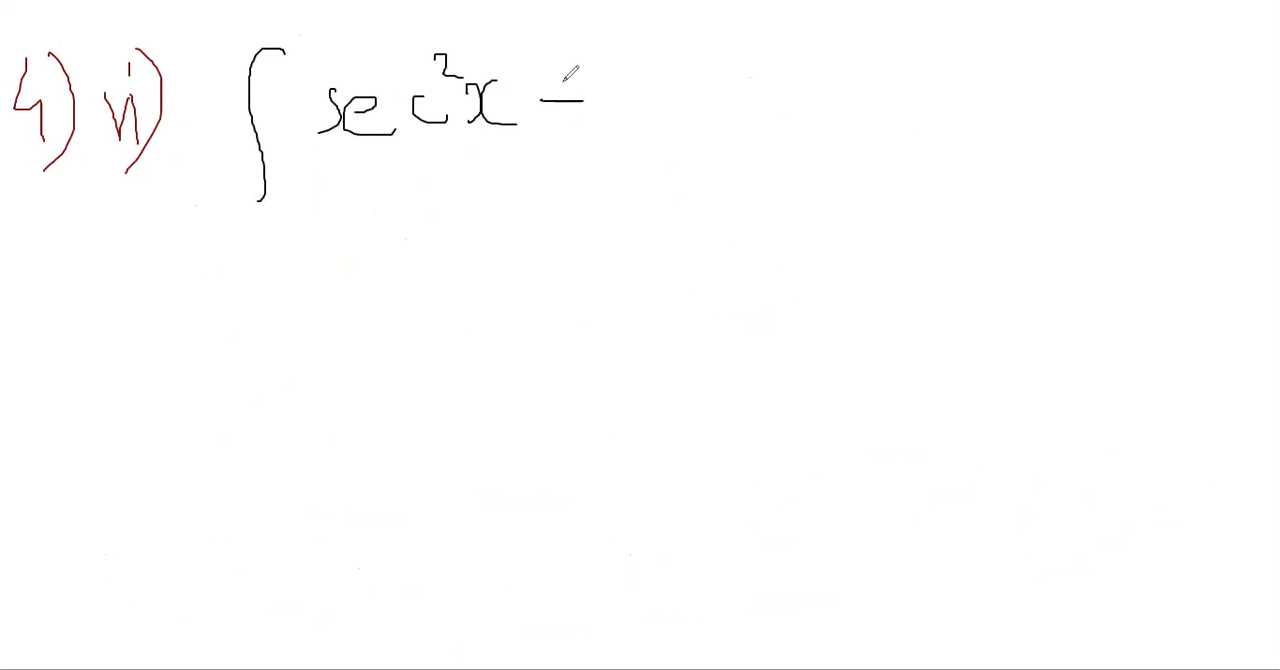 4) vi) ∫ sec²x −